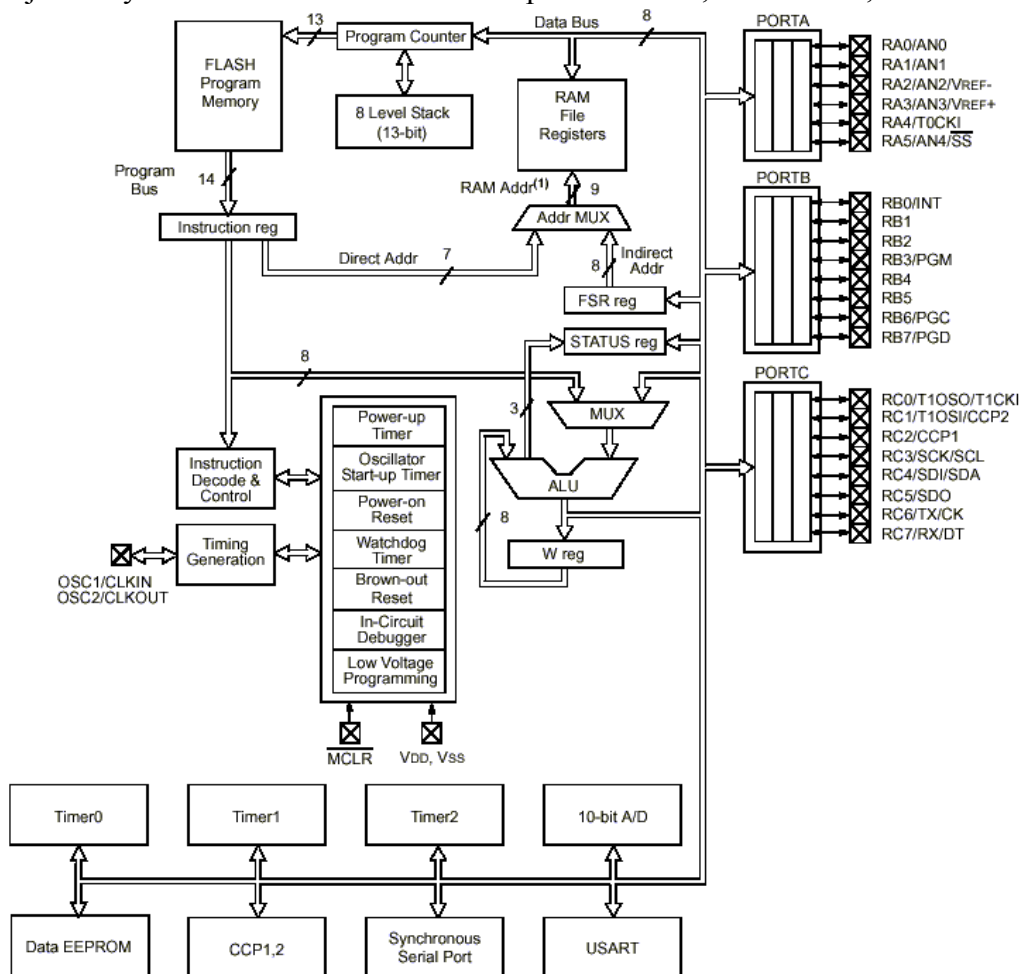 13
Program Counter
Data Bus
8
PORTA
FLASH
Program
Memory
8 Level Stack
(13-bit)
RAM
File
Registers
RA0/AN0
RA1/AN1
RA2/AN2/VREF-
RA3/AN3/VREF+
RA4/T0CKI
RA5/AN4/SS
Program
Bus
14
RAM Addr(1)
9
PORTB
Instruction reg
Addr MUX
Direct Addr
7
8
Indirect
Addr
FSR reg
RB0/INT
RB1
RB2
RB3/PGM
RB4
RB5
RB6/PGC
RB7/PGD
STATUS reg
8
3
MUX
PORTC
Power-up
Timer
Oscillator
Start-up Timer
Power-on
Reset
Watchdog
Timer
Brown-out
Reset
In-Circuit
Debugger
Low Voltage
Programming
Instruction
Decode &
Control
ALU
8
W reg
RC0/T1OSO/T1CKI
RC1/T1OSI/CCP2
RC2/CCP1
RC3/SCK/SCL
RC4/SDI/SDA
RC5/SDO
RC6/TX/CK
RC7/RX/DT
Timing
Generation
OSC1/CLKIN
OSC2/CLKOUT
MCLR
VDD, VSS
Timer0
Timer1
Timer2
10-bit A/D
Data EEPROM
CCP1,2
Synchronous
Serial Port
USART